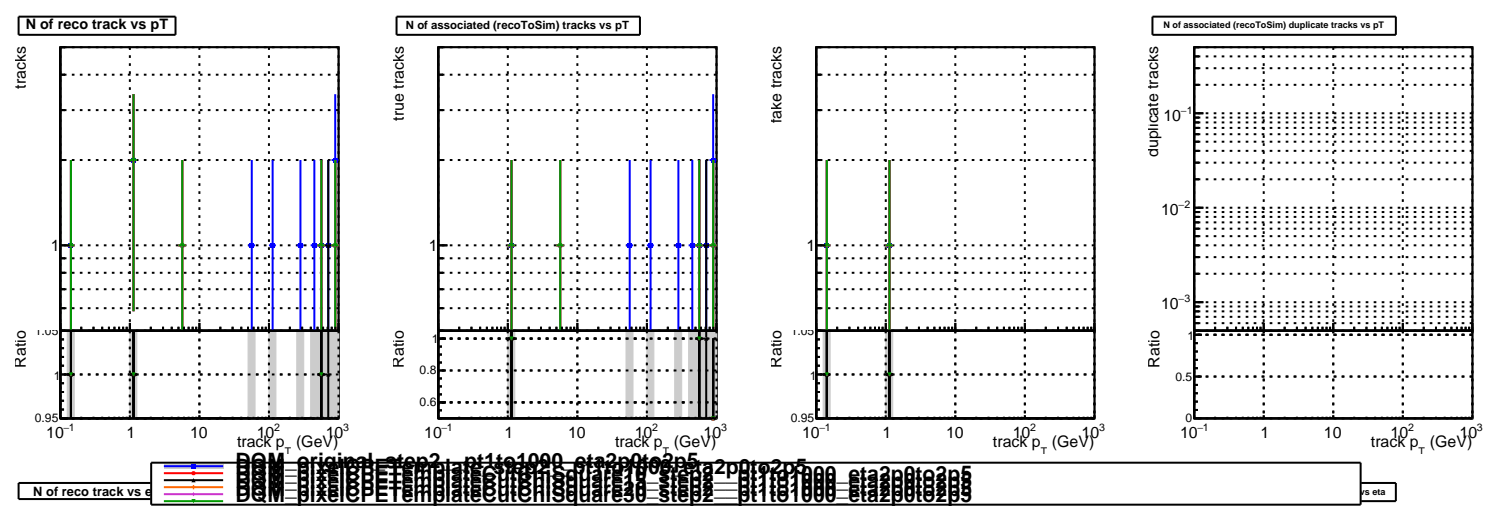 N of reco track vs pT
N of associated (recoToSim) tracks vs pT
N of associated (recoToSim) duplicate tracks vs pT
tracks
1
Ratio
1.05
1
0.95
10⁻¹ 1 10 10² 10³
track p_T (GeV)
true tracks
1
Ratio
1
0.8
0.6
10⁻¹ 1 10 10² 10³
track p_T (GeV)
fake tracks
1
Ratio
1.05
1
0.95
10⁻¹ 1 10 10² 10³
track p_T (GeV)
duplicate tracks
10⁻¹
10⁻²
10⁻³
Ratio
1
0.5
0
10⁻¹ 1 10 10² 10³
track p_T (GeV)
DQM_original_step2__pt1to1000_eta2p0to2p5
DQM_pixelCPETemplateCutChiSquare30_step2__pt1to1000_eta2p0to2p5
N of reco track vs e
vs eta